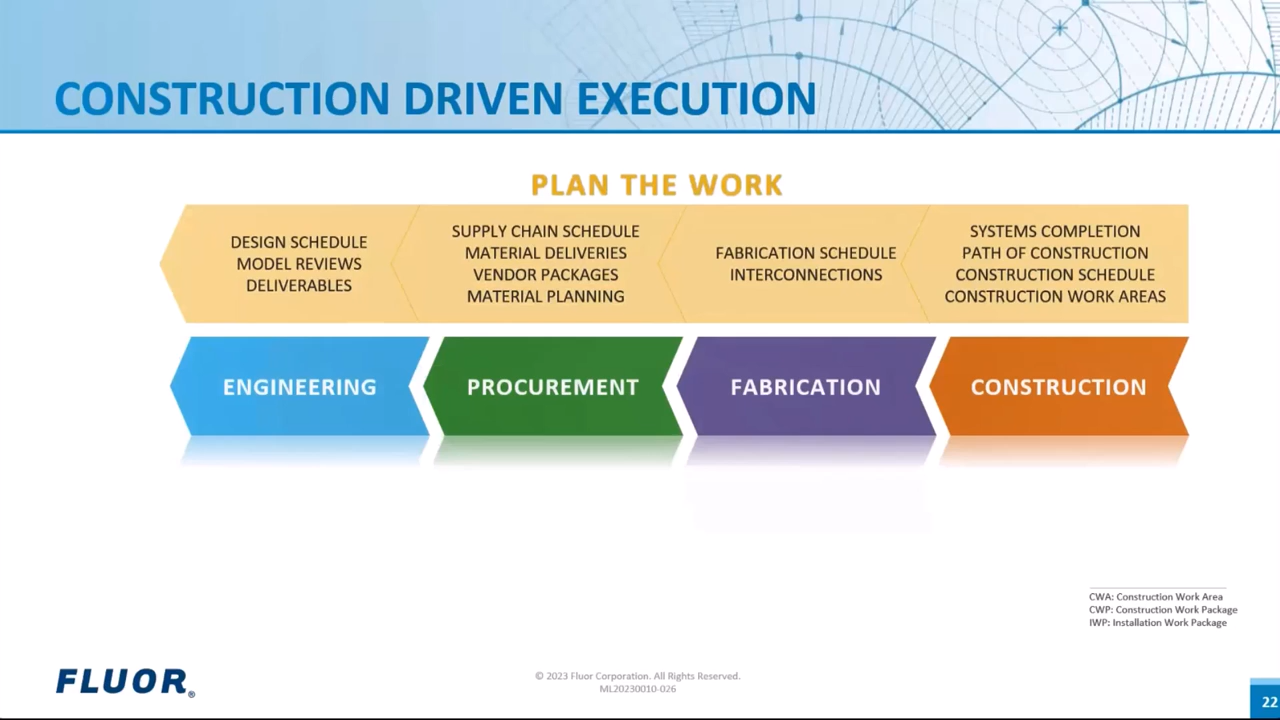 CONSTRUCTION DRIVEN EXECUTION
PLAN THE WORK
DESIGN SCHEDULE
MODEL REVIEWS
DELIVERABLES
SUPPLY CHAIN SCHEDULE
MATERIAL DELIVERIES
VENDOR PACKAGES
MATERIAL PLANNING
FABRICATION SCHEDULE
INTERCONNECTIONS
SYSTEMS COMPLETION
PATH OF CONSTRUCTION
CONSTRUCTION SCHEDULE
CONSTRUCTION WORK AREAS
ENGINEERING
PROCUREMENT
FABRICATION
CONSTRUCTION
CWA: Construction Work Area
CWP: Construction Work Package
IWP: Installation Work Package
FLUOR®
© 2023 Fluor Corporation. All Rights Reserved.
ML20230010-026
22